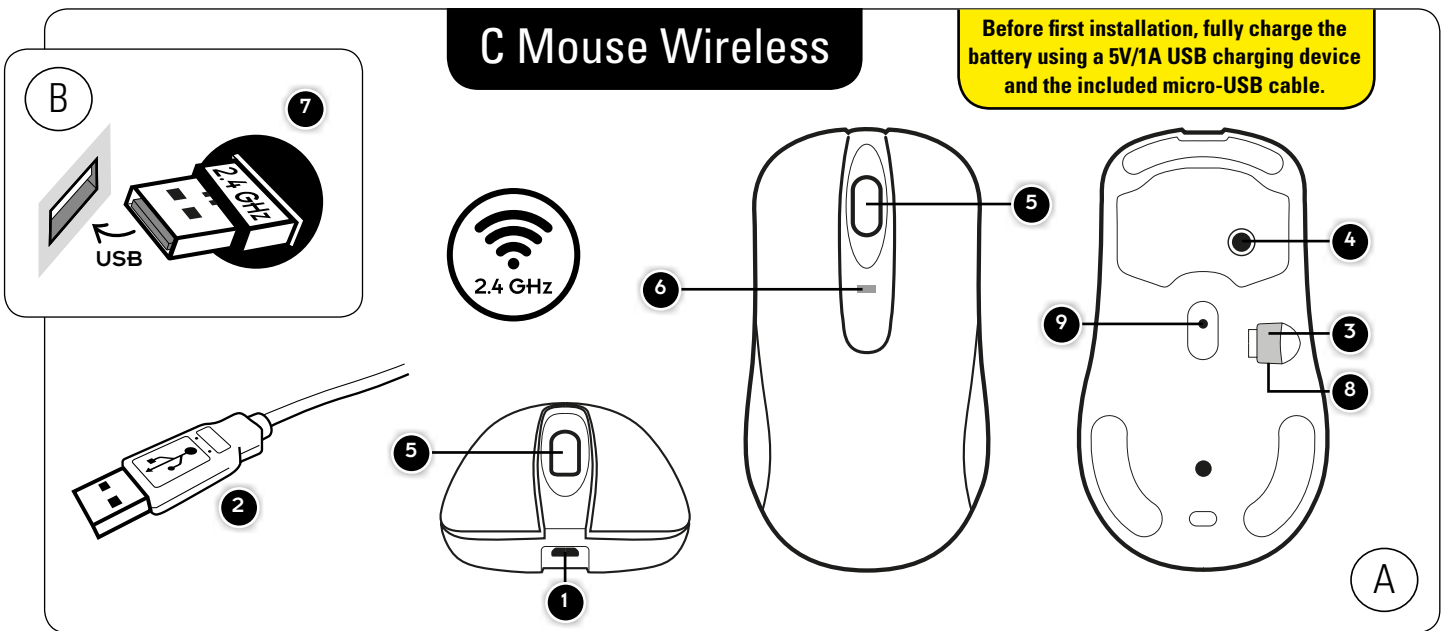 C Mouse Wireless
Before first installation, fully charge the
battery using a 5V/1A USB charging device
and the included micro-USB cable.
B
7
2.4 GHz
USB
2.4 GHz
5
6
4
9
3
8
5
2
1
A